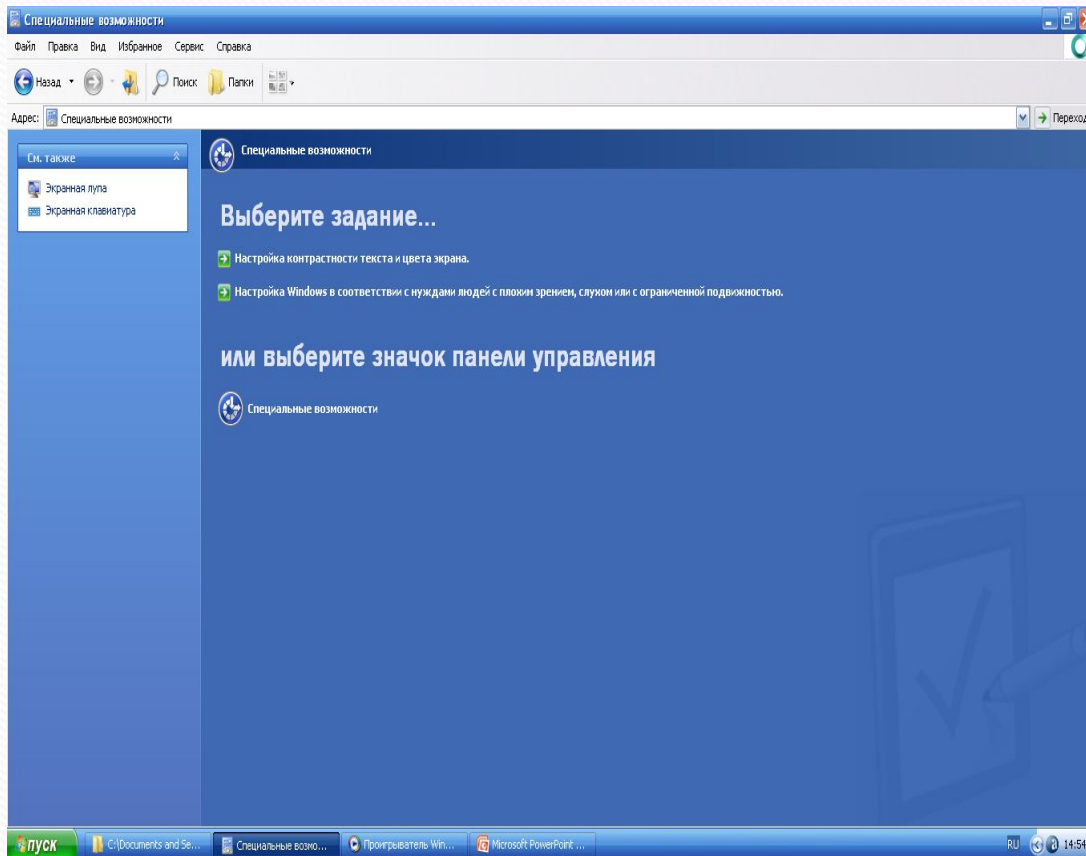 Специальные возможности
Файл Правка Вид Избранное Сервис Справка
Назад Поиск Папки
Адрес: Специальные возможности Переход
См. также
Экранная лупа
Экранная клавиатура
Специальные возможности
Выберите задание...
Настройка контрастности текста и цвета экрана.
Настройка Windows в соответствии с нуждами людей с плохим зрением, слухом или с ограниченной подвижностью.
или выберите значок панели управления
Специальные возможности
пуск C:\Documents and Se... Специальные возмо... Проигрыватель Win... Microsoft PowerPoint ... RU 14:54